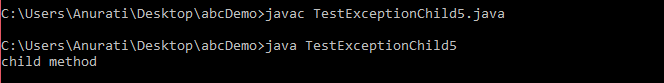 C:\Users\Anurati\Desktop\abcDemo>javac TestExceptionChild5.java
C:\Users\Anurati\Desktop\abcDemo>java TestExceptionChild5
child method